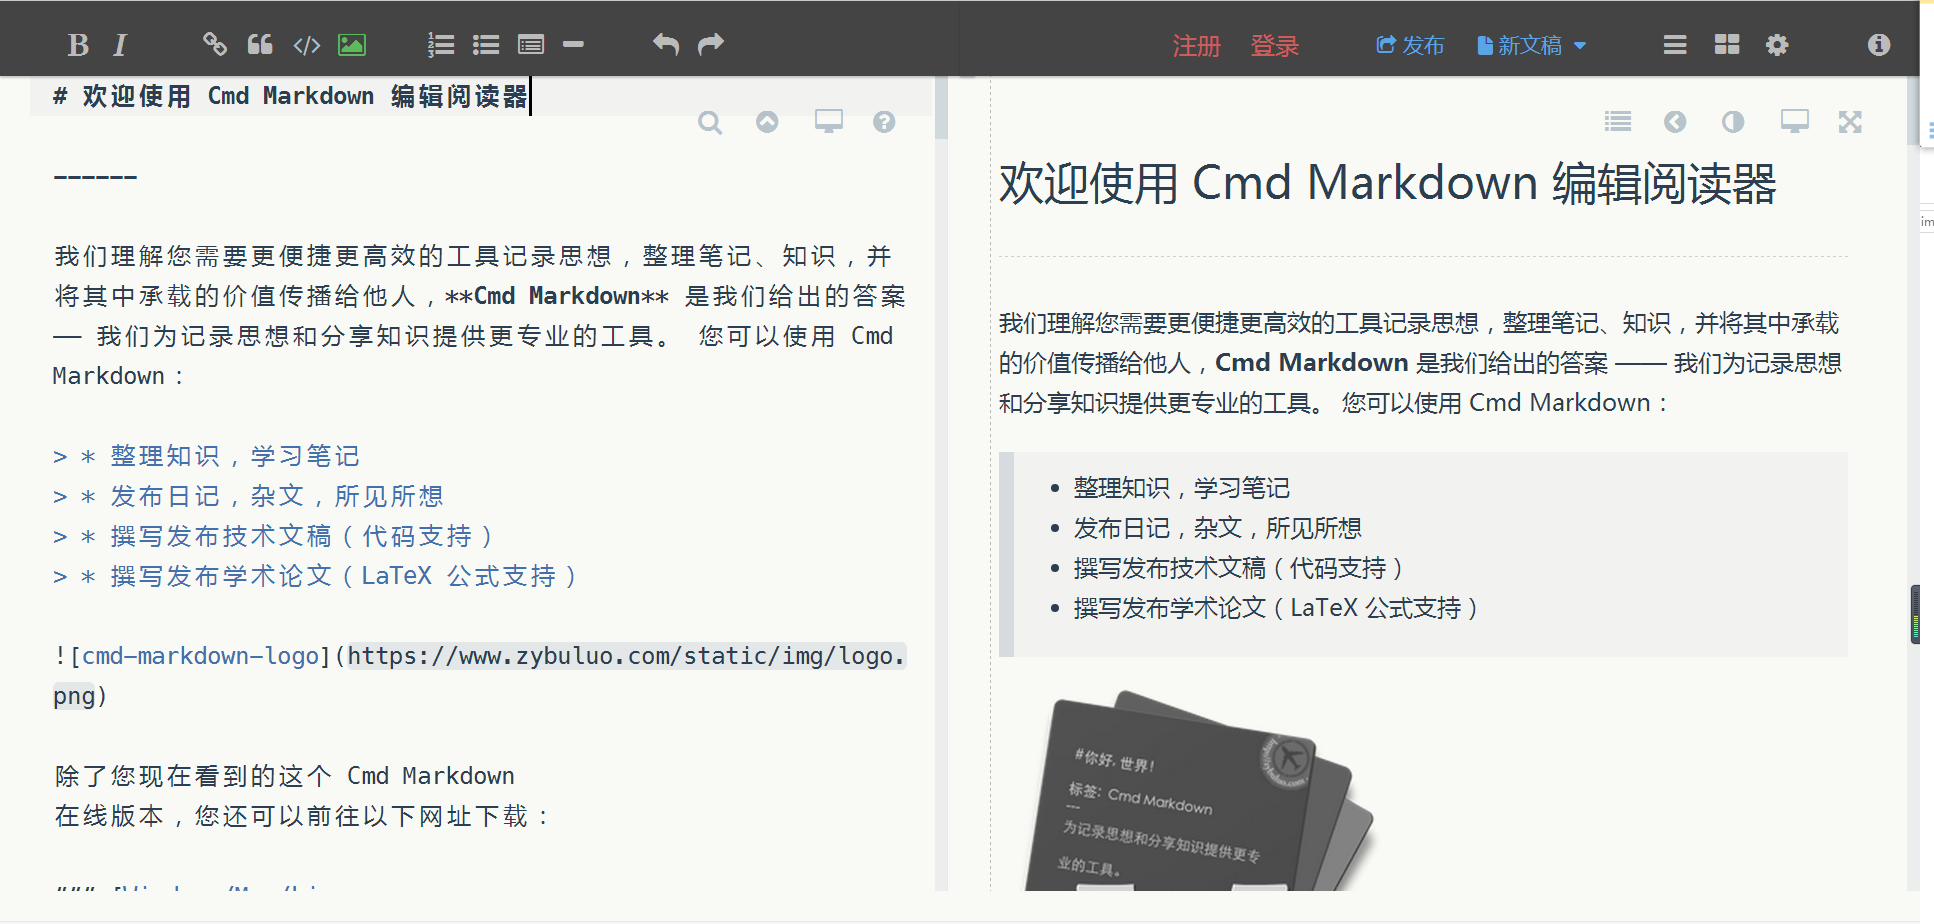 注册 登录 发布 新文稿
# 欢迎使用 Cmd Markdown 编辑阅读器
------
我们理解您需要更便捷更高效的工具记录思想，整理笔记、知识，并
将其中承载的价值传播给他人，**Cmd Markdown** 是我们给出的答案
—— 我们为记录思想和分享知识提供更专业的工具。 您可以使用 Cmd
Markdown：
> * 整理知识，学习笔记
> * 发布日记，杂文，所见所想
> * 撰写发布技术文稿（代码支持）
> * 撰写发布学术论文（LaTeX 公式支持）
![cmd-markdown-logo](https://www.zybuluo.com/static/img/logo.
png)
除了您现在看到的这个 Cmd Markdown
在线版本，您还可以前往以下网址下载：
欢迎使用 Cmd Markdown 编辑阅读器
我们理解您需要更便捷更高效的工具记录思想，整理笔记、知识，并将其中承载
的价值传播给他人，Cmd Markdown 是我们给出的答案 —— 我们为记录思想
和分享知识提供更专业的工具。 您可以使用 Cmd Markdown：
整理知识，学习笔记
发布日记，杂文，所见所想
撰写发布技术文稿（代码支持）
撰写发布学术论文（LaTeX 公式支持）
#你好, 世界!
标签: Cmd Markdown
---
为记录思想和分享知识提供更专
业的工具。
im